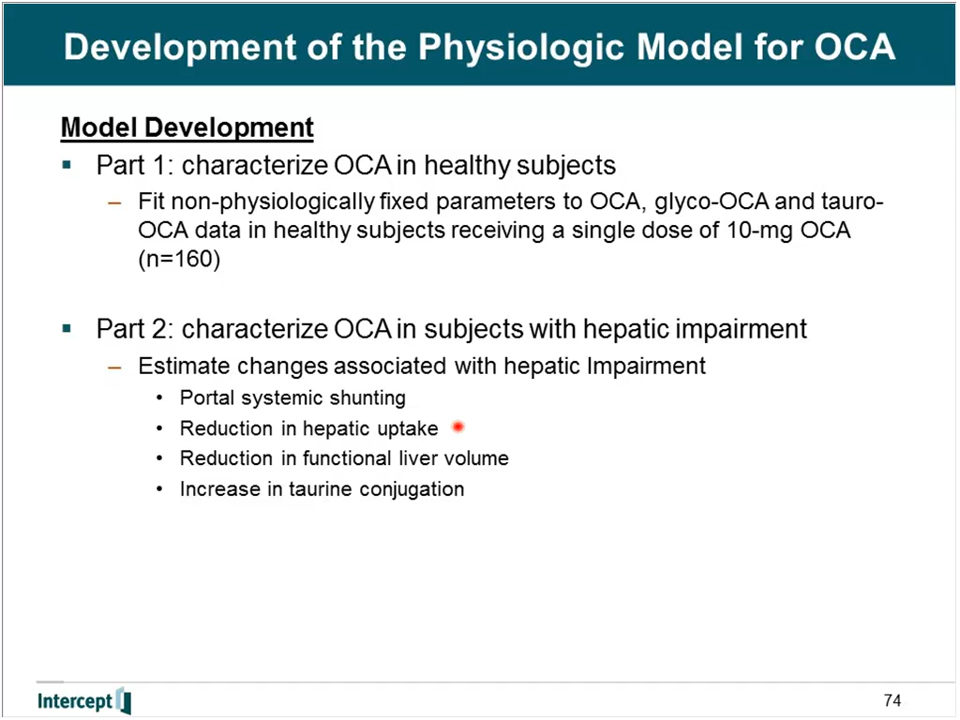 Development of the Physiologic Model for OCA
Model Development
▪ Part 1: characterize OCA in healthy subjects
– Fit non-physiologically fixed parameters to OCA, glyco-OCA and tauro-
OCA data in healthy subjects receiving a single dose of 10-mg OCA
(n=160)
▪ Part 2: characterize OCA in subjects with hepatic impairment
– Estimate changes associated with hepatic Impairment
• Portal systemic shunting
• Reduction in hepatic uptake
• Reduction in functional liver volume
• Increase in taurine conjugation
Intercept
74